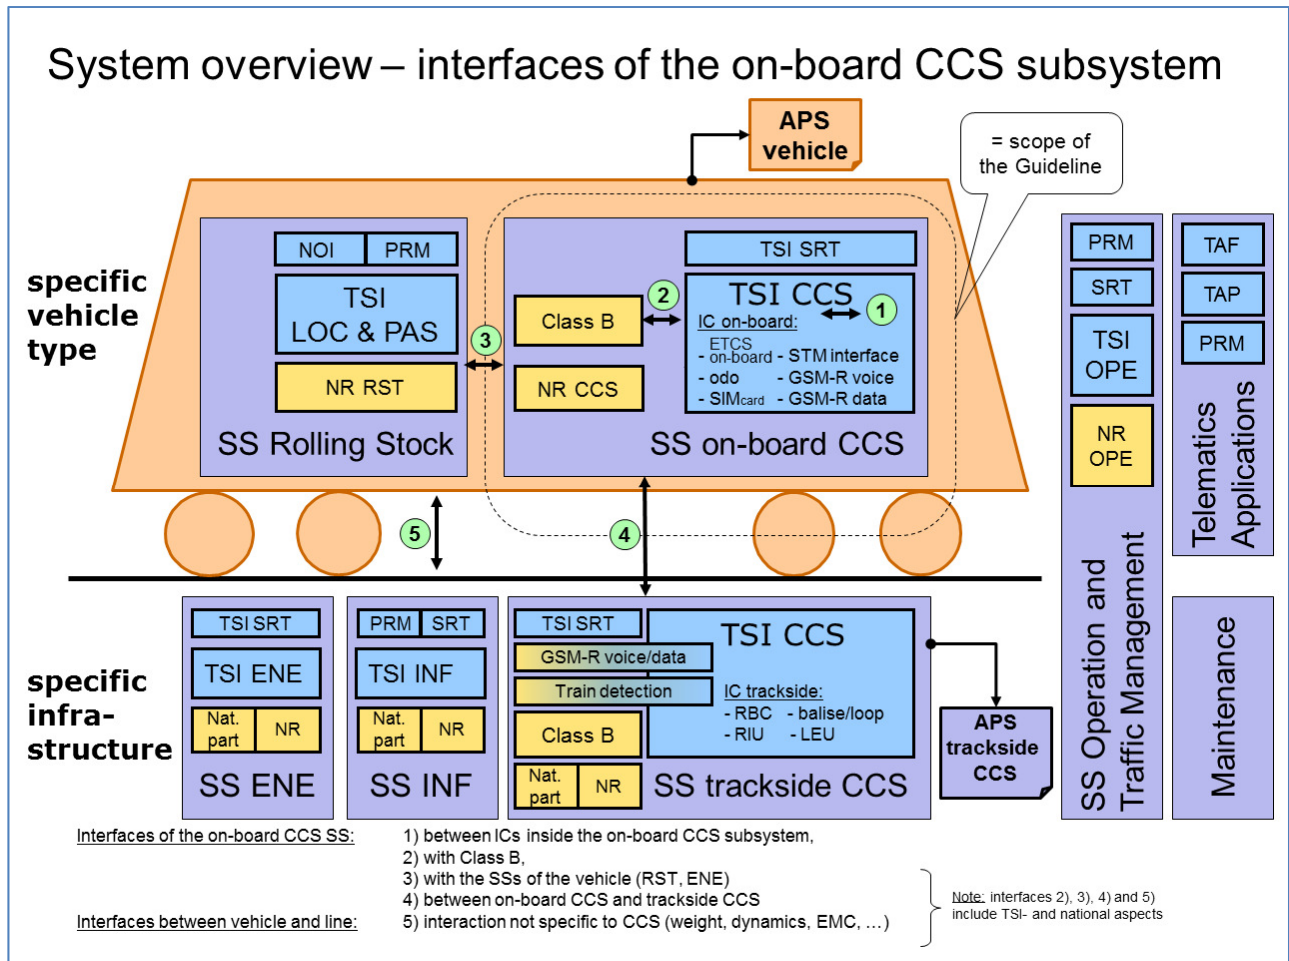 System overview – interfaces of the on-board CCS subsystem
APS
vehicle
= scope of
the Guideline
specific
vehicle
type
NOI
PRM
TSI
LOC & PAS
NR RST
SS Rolling Stock
3
Class B
NR CCS
2
TSI SRT
TSI CCS
1
IC on-board:
ETCS
- on-board
- STM interface
- odo
- GSM-R voice
- SIMcard
- GSM-R data
SS on-board CCS
PRM
SRT
TSI
OPE
NR
OPE
SS Operation and
Traffic Management
TAF
TAP
PRM
Telematics
Applications
Maintenance
5
4
specific
infra-
structure
TSI SRT
TSI ENE
Nat.
part
NR
SS ENE
PRM
SRT
TSI INF
Nat.
part
NR
SS INF
TSI SRT
GSM-R voice/data
Train detection
Class B
Nat.
part
NR
TSI CCS
IC trackside:
- RBC
- balise/loop
- RIU
- LEU
SS trackside CCS
APS
trackside
CCS
Interfaces of the on-board CCS SS:
1) between ICs inside the on-board CCS subsystem,
2) with Class B,
3) with the SSs of the vehicle (RST, ENE)
4) between on-board CCS and trackside CCS
Interfaces between vehicle and line:
5) interaction not specific to CCS (weight, dynamics, EMC, …)
Note: interfaces 2), 3), 4) and 5)
include TSI- and national aspects